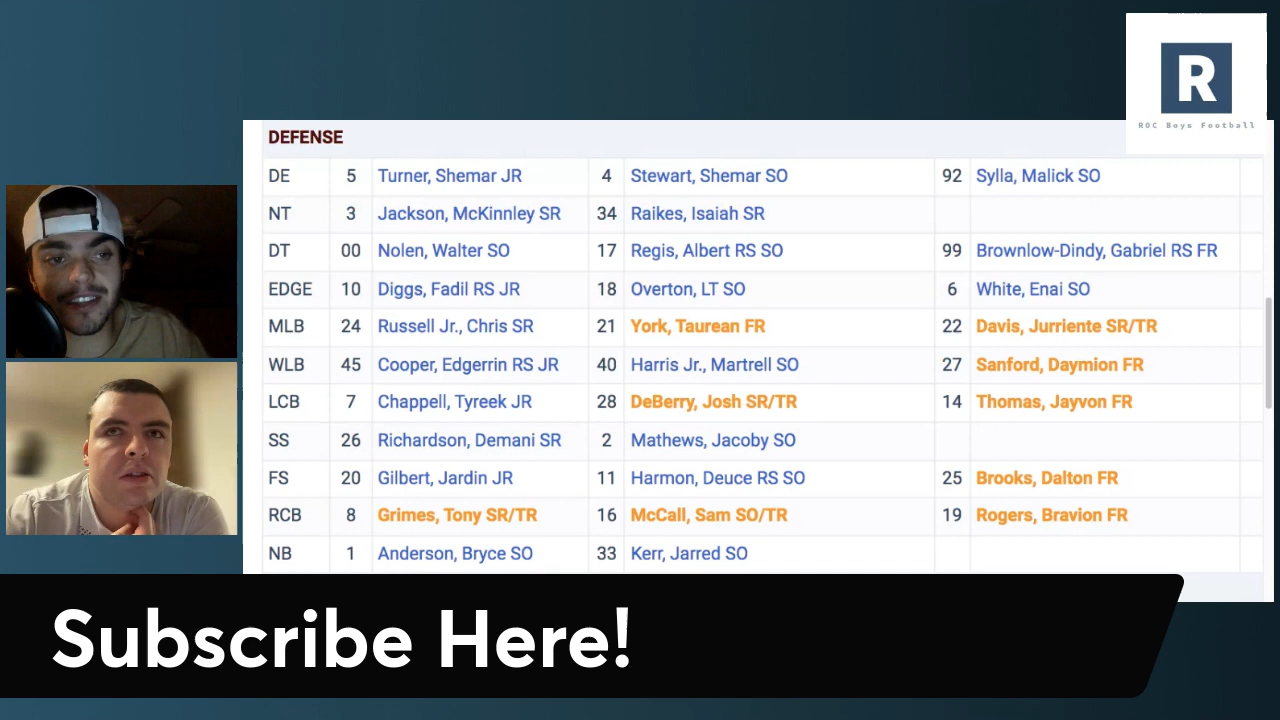 R
ROC Boys Football
DEFENSE
DE 5 Turner, Shemar JR 4 Stewart, Shemar SO 92 Sylla, Malick SO
NT 3 Jackson, McKinnley SR 34 Raikes, Isaiah SR
DT 00 Nolen, Walter SO 17 Regis, Albert RS SO 99 Brownlow-Dindy, Gabriel RS FR
EDGE 10 Diggs, Fadil RS JR 18 Overton, LT SO 6 White, Enai SO
MLB 24 Russell Jr., Chris SR 21 York, Taurean FR 22 Davis, Jurriente SR/TR
WLB 45 Cooper, Edgerrin RS JR 40 Harris Jr., Martrell SO 27 Sanford, Daymion FR
LCB 7 Chappell, Tyreek JR 28 DeBerry, Josh SR/TR 14 Thomas, Jayvon FR
SS 26 Richardson, Demani SR 2 Mathews, Jacoby SO
FS 20 Gilbert, Jardin JR 11 Harmon, Deuce RS SO 25 Brooks, Dalton FR
RCB 8 Grimes, Tony SR/TR 16 McCall, Sam SO/TR 19 Rogers, Bravion FR
NB 1 Anderson, Bryce SO 33 Kerr, Jarred SO
Subscribe Here!